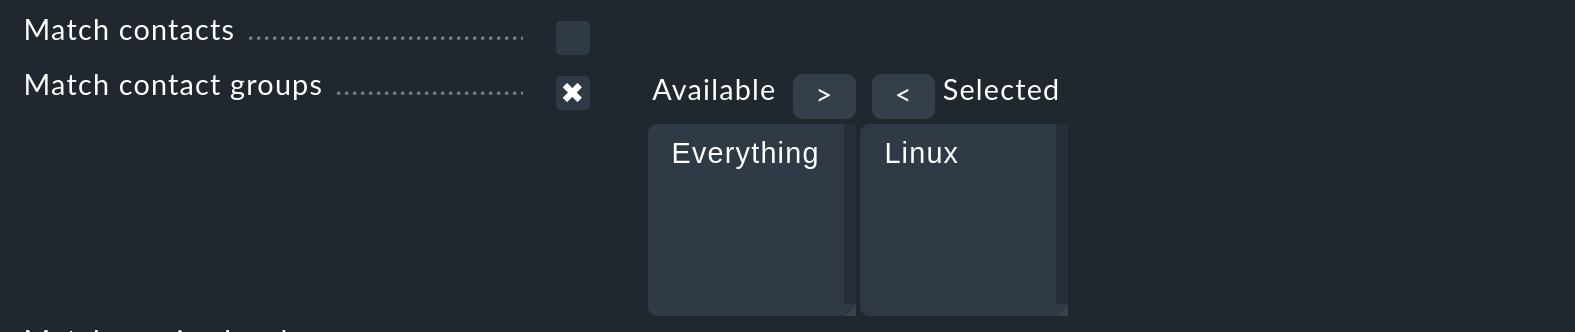 Match contacts
Match contact groups ✖ Available > < Selected
Everything Linux